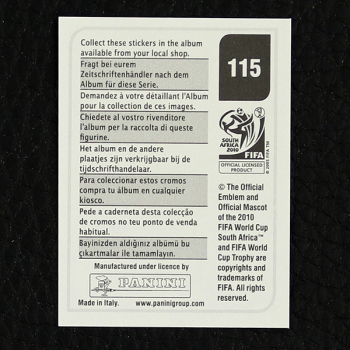 Collect these stickers in the album
available from your local shop.
Fragt bei eurem
Zeitschriftenhändler nach dem
Album für diese Serie.
Demandez à votre détaillant l'Album
pour la collection de ces images.
Chiedete al vostro rivenditore
l'album per la raccolta di queste
figurine.
Het album en de andere
plaatjes zijn verkrijgbaar bij de
tijdschrifthandelaar.
Para coleccionar estos cromos
compra tu álbum en cualquier
kiosco.
Pede a caderneta desta colecção
de cromos no teu ponto de venda
habitual.
Bayinizden aldığınız albümü bu
çıkartmalar ile tamamlayın.
Manufactured under licence by
PANINI
Made in Italy. www.paninigroup.com
115
SOUTH
AFRICA
2010
FIFA
OFFICIAL LICENSED
PRODUCT
© 2005 FIFA TM
© The Official
Emblem and
Official Mascot
of the 2010
FIFA World Cup
South Africa™
and FIFA World
Cup Trophy are
copyrights and
trademarks of
FIFA. All rights
reserved.